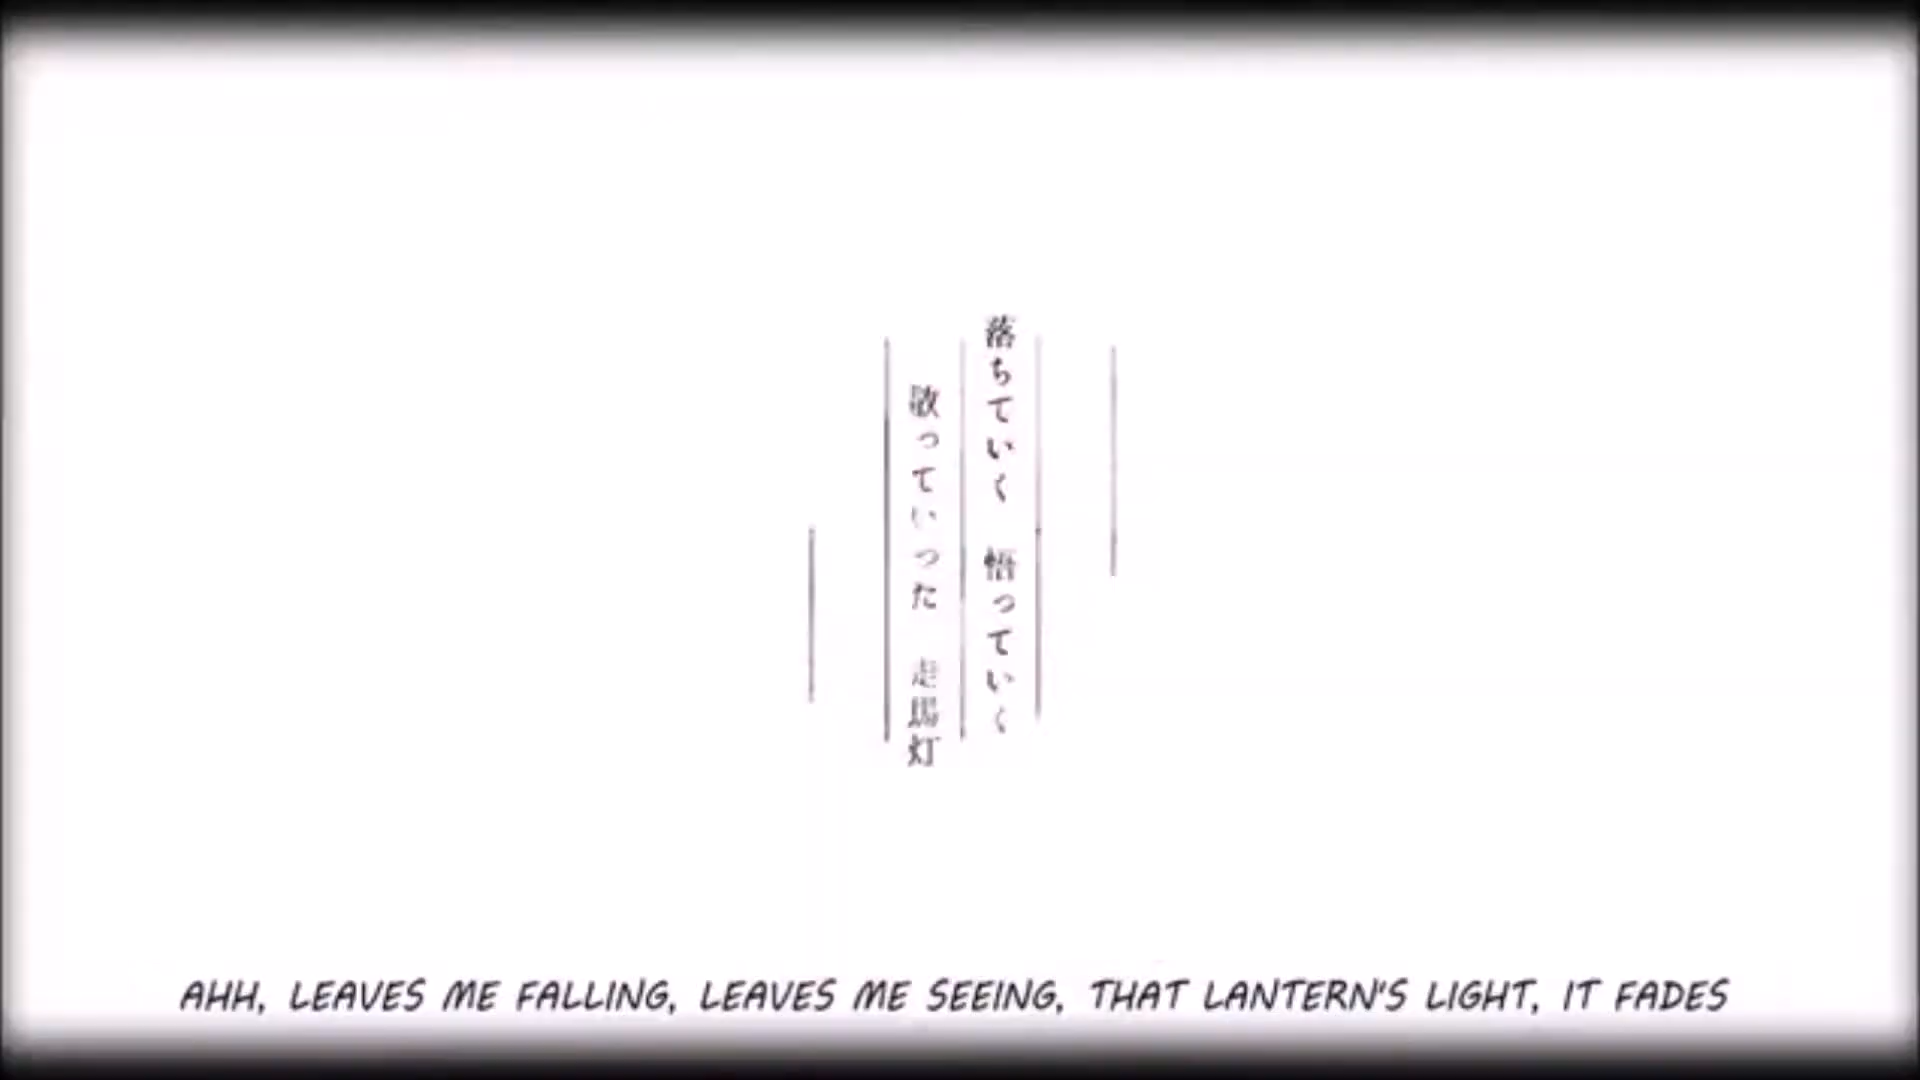 落ちていく 悟っていく
散っていった 走馬灯
AHH, LEAVES ME FALLING, LEAVES ME SEEING, THAT LANTERN'S LIGHT, IT FADES